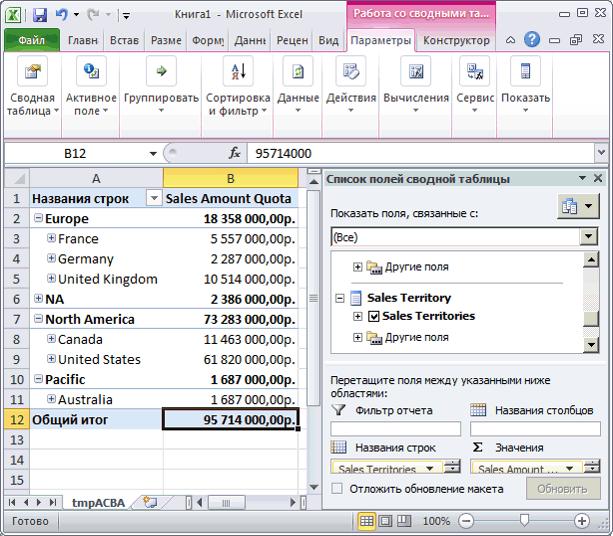 Книга1 - Microsoft Excel
Работа со сводными та...
Файл Главн Встав Разме Форму Данны Рецен Вид Параметры Конструктор
Сводная таблица
Активное поле
Группировать
Сортировка и фильтр
Данные
Действия
Вычисления
Сервис
Показать
B12 fx 95714000
A B
1 Названия строк Sales Amount Quota
2 Europe 18 358 000,00р.
3 France 5 557 000,00р.
4 Germany 2 287 000,00р.
5 United Kingdom 10 514 000,00р.
6 NA 2 386 000,00р.
7 North America 73 283 000,00р.
8 Canada 11 463 000,00р.
9 United States 61 820 000,00р.
10 Pacific 1 687 000,00р.
11 Australia 1 687 000,00р.
12 Общий итог 95 714 000,00р.
13
14
15
tmpACBA
Список полей сводной таблицы
Показать поля, связанные с:
(Все)
Другие поля
Sales Territory
Sales Territories
Другие поля
Перетащите поля между указанными ниже
областями:
Фильтр отчета Названия столбцов
Названия строк Σ Значения
Sales Territories Sales Amount ...
Отложить обновление макета Обновить
Готово 100%